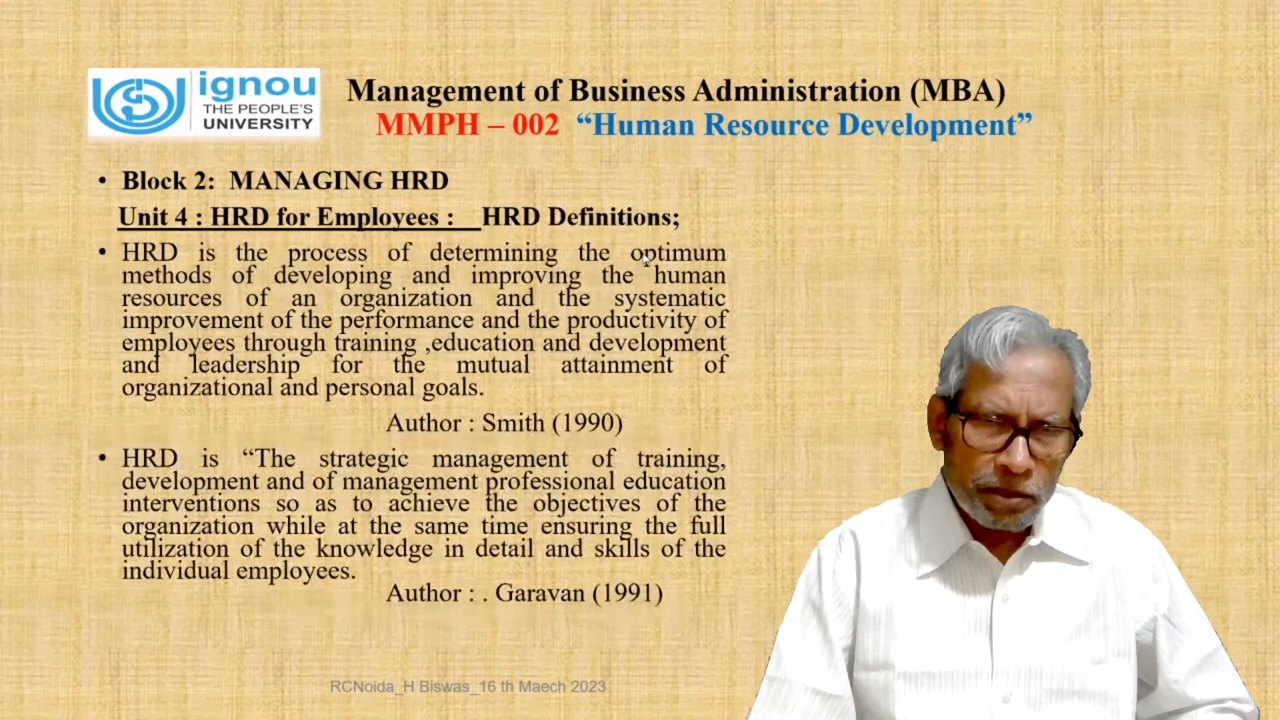 ignou
THE PEOPLE'S
UNIVERSITY
Management of Business Administration (MBA)
MMPH – 002 “Human Resource Development”
• Block 2: MANAGING HRD
Unit 4 : HRD for Employees : HRD Definitions;
• HRD is the process of determining the optimum
methods of developing and improving the human
resources of an organization and the systematic
improvement of the performance and the productivity of
employees through training ,education and development
and leadership for the mutual attainment of
organizational and personal goals.
Author : Smith (1990)
• HRD is “The strategic management of training,
development and of management professional education
interventions so as to achieve the objectives of the
organization while at the same time ensuring the full
utilization of the knowledge in detail and skills of the
individual employees.
Author : . Garavan (1991)
RCNoida_H Biswas_16 th Maech 2023